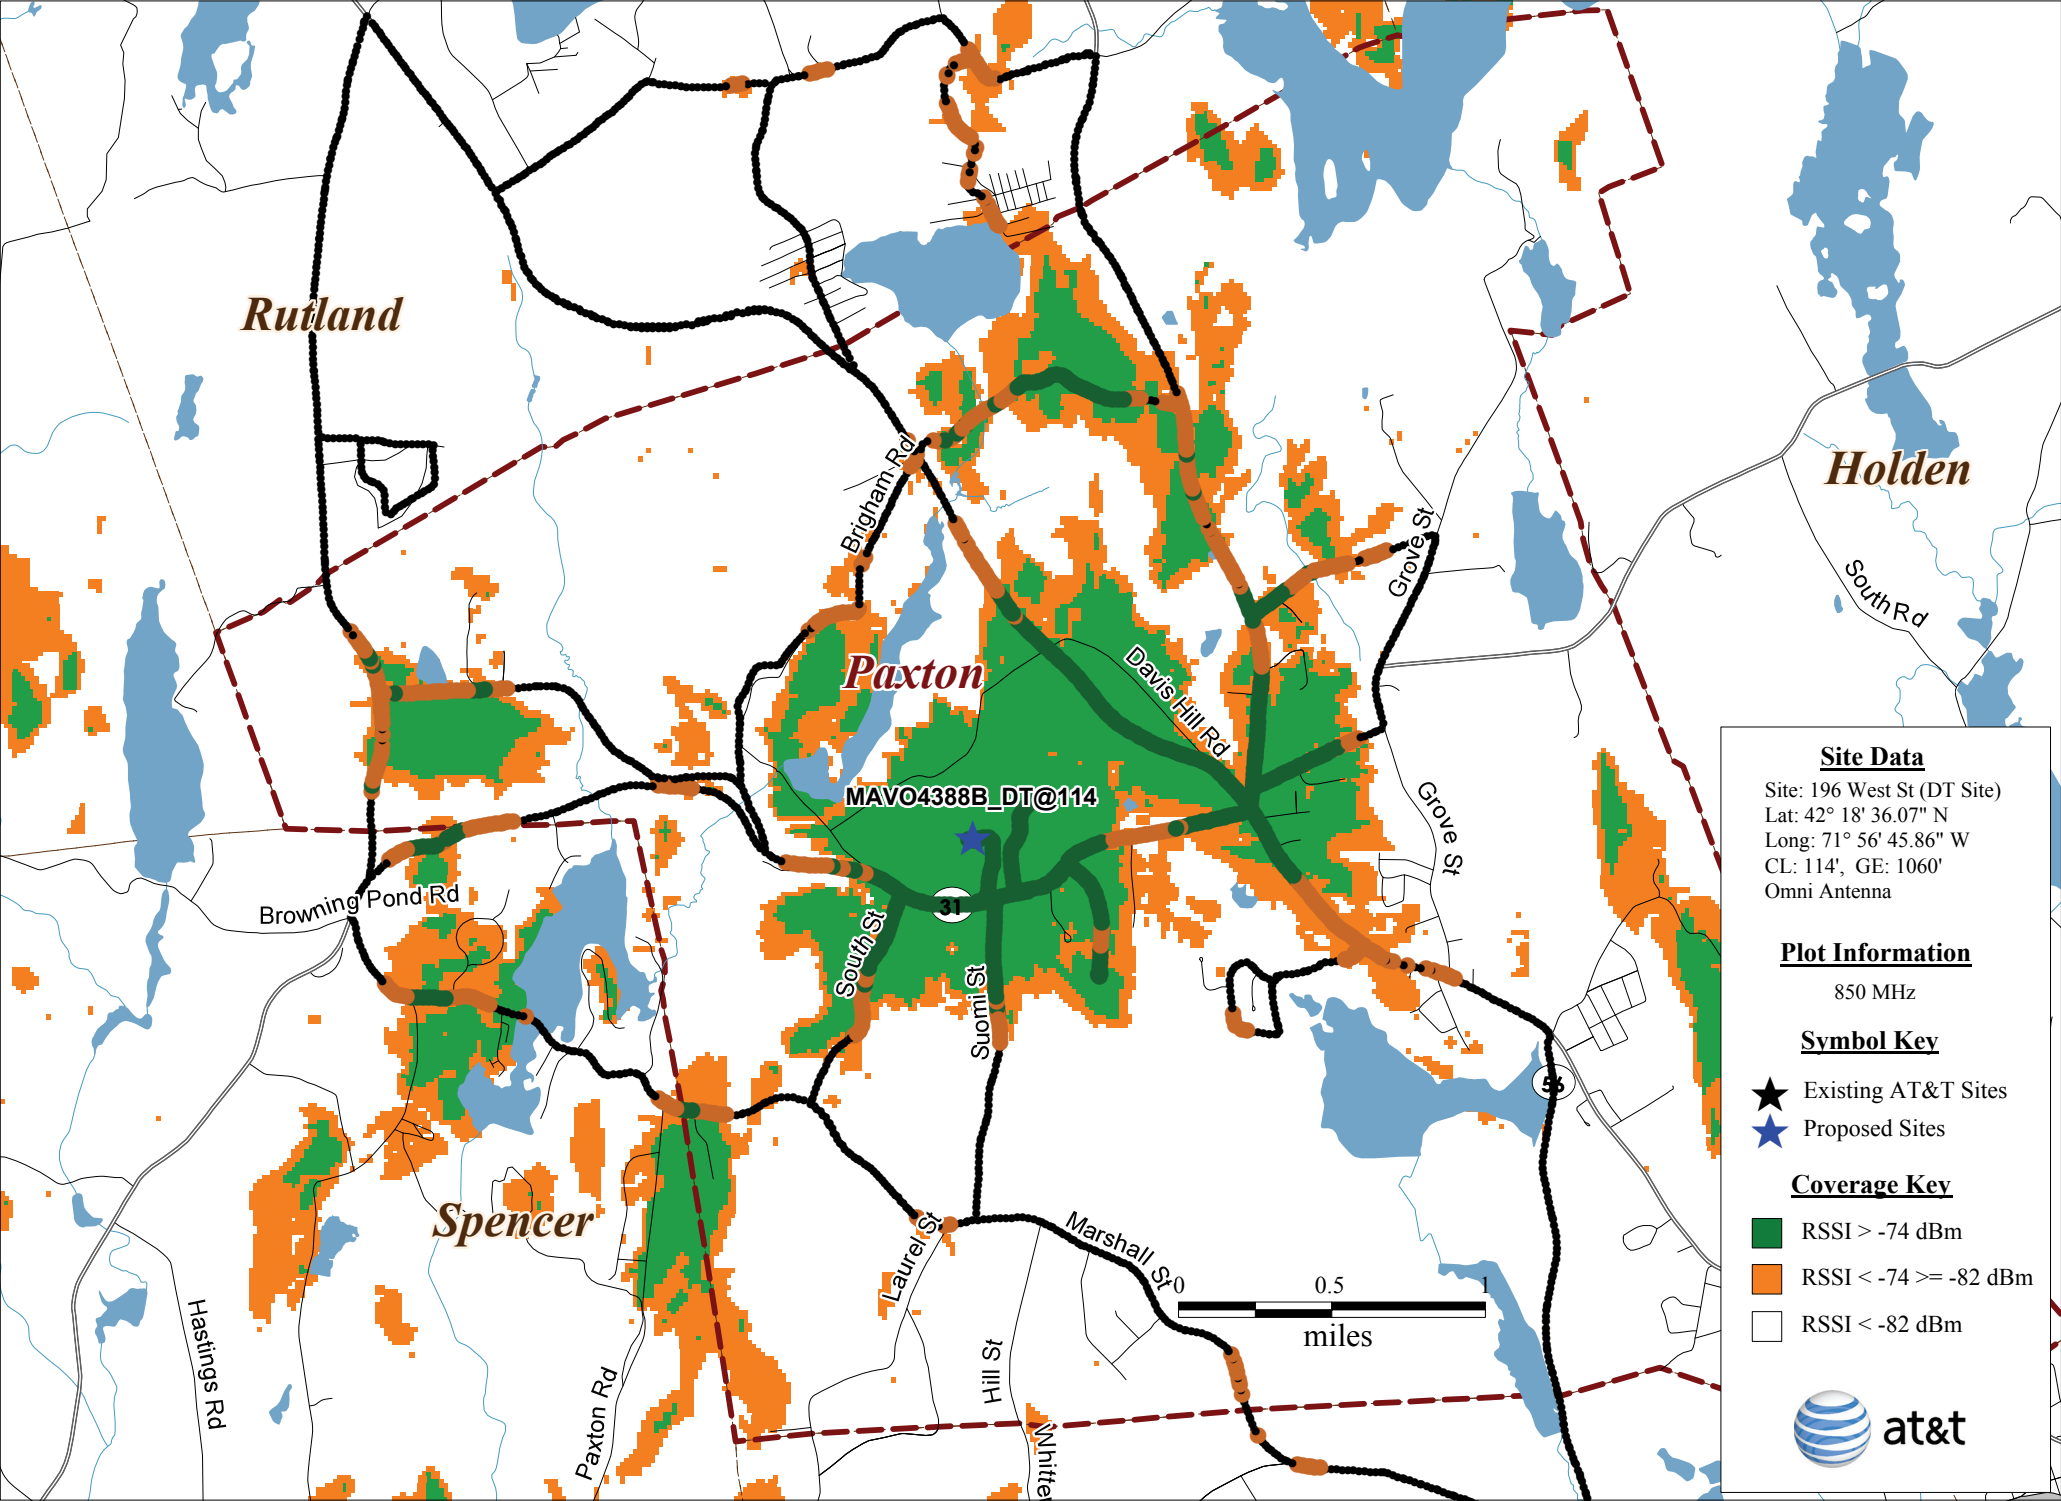 Rutland
Holden
Brigham Rd
Grove St
South Rd
Paxton
Davis Hill Rd
MAVO4388B_DT@114
Grove St
Browning Pond Rd
31
South St
Sunomi St
56
Spencer
Laurel St
Marshall St
Hastings Rd
Paxton Rd
Hill St
Whitte
0 0.5 1
miles
Site Data
Site: 196 West St (DT Site)
Lat: 42° 18' 36.07" N
Long: 71° 56' 45.86" W
CL: 114', GE: 1060'
Omni Antenna
Plot Information
850 MHz
Symbol Key
Existing AT&T Sites
Proposed Sites
Coverage Key
RSSI > -74 dBm
RSSI < -74 >= -82 dBm
RSSI < -82 dBm
at&t